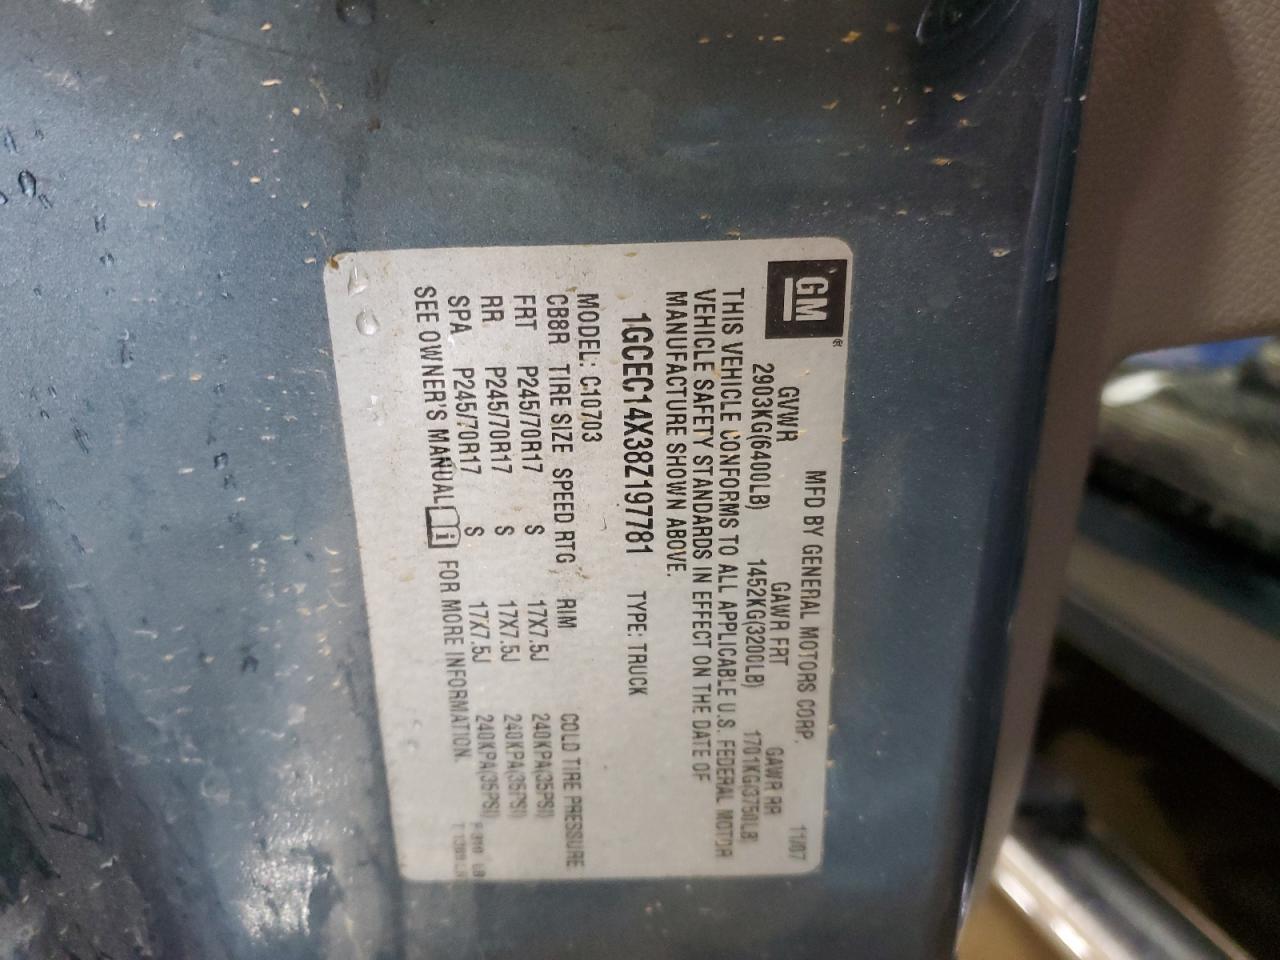 GM
MFD BY GENERAL MOTORS CORP. 11/07
GVWR GAWR FRT GAWR RR
2903KG(6400LB) 1452KG(3200LB) 1701KG(3750LB)
THIS VEHICLE CONFORMS TO ALL APPLICABLE U.S. FEDERAL MOTOR
VEHICLE SAFETY STANDARDS IN EFFECT ON THE DATE OF
MANUFACTURE SHOWN ABOVE.
1GCEC14X38Z197781 TYPE: TRUCK
MODEL: C10703
CB8R TIRE SIZE SPEED RTG RIM COLD TIRE PRESSURE
FRT P245/70R17 S 17X7.5J 240KPA(35PSI)
RR P245/70R17 S 17X7.5J 240KPA(35PSI)
SPA P245/70R17 S 17X7.5J 240KPA(35PSI)
SEE OWNER'S MANUAL i FOR MORE INFORMATION.